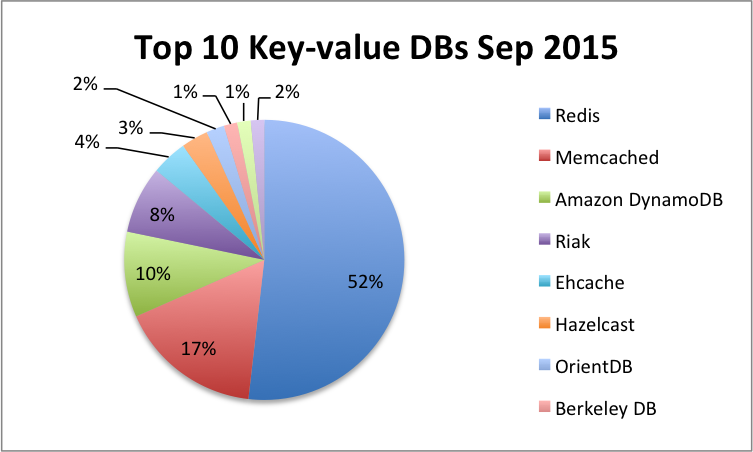 Top 10 Key-value DBs Sep 2015
2%
1%
1%
2%
3%
4%
8%
10%
17%
52%
Redis
Memcached
Amazon DynamoDB
Riak
Ehcache
Hazelcast
OrientDB
Berkeley DB